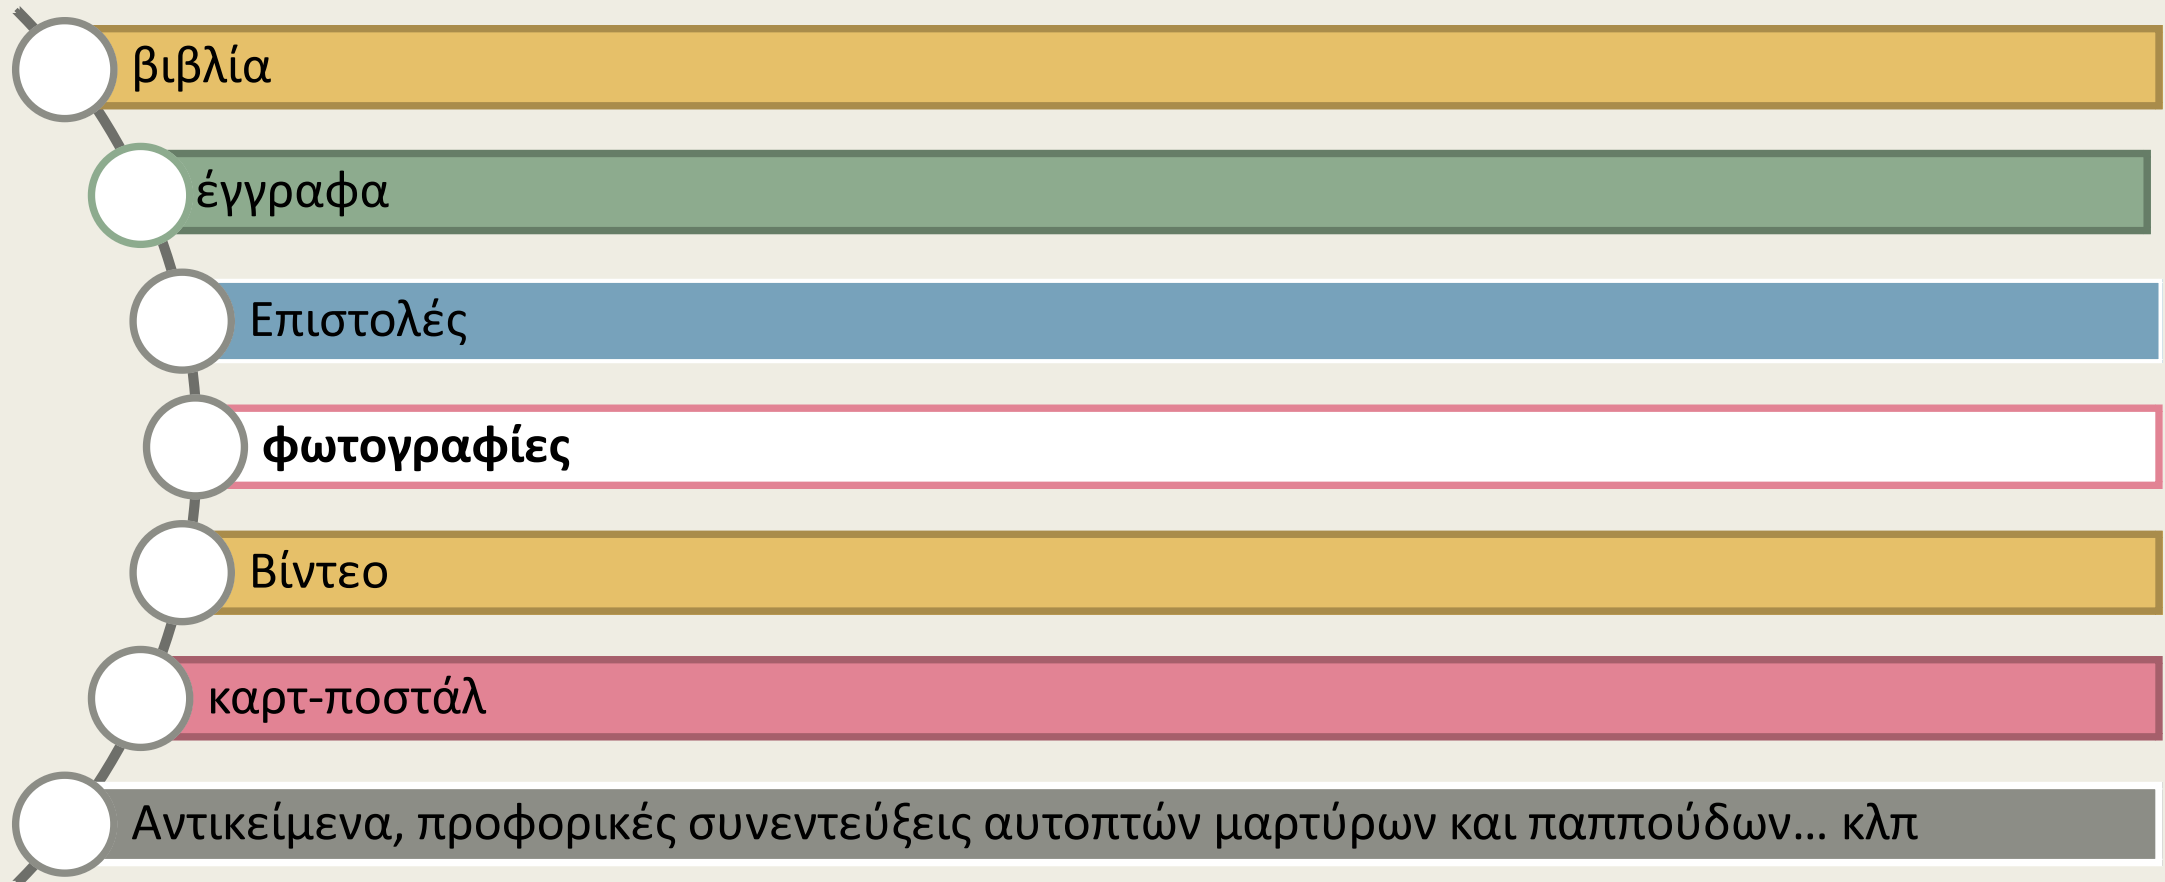 βιβλία
έγγραφα
Επιστολές
φωτογραφίες
Βίντεο
καρτ-ποστάλ
Αντικείμενα, προφορικές συνεντεύξεις αυτοπτών μαρτύρων και παππούδων... κλπ